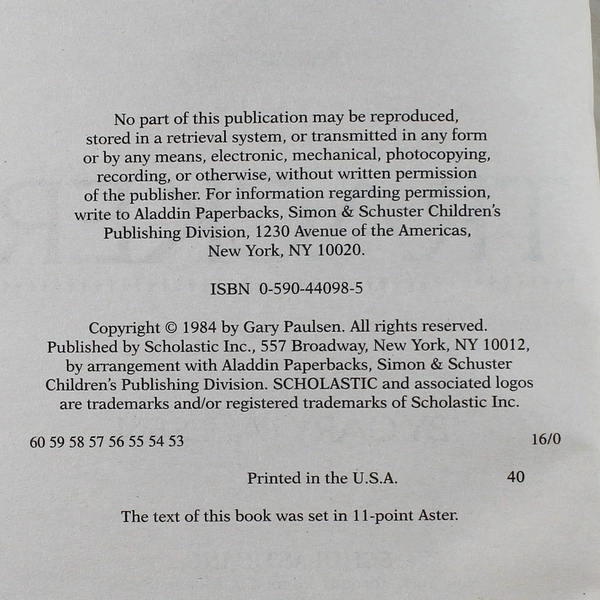 No part of this publication may be reproduced,
stored in a retrieval system, or transmitted in any form
or by any means, electronic, mechanical, photocopying,
recording, or otherwise, without written permission
of the publisher. For information regarding permission,
write to Aladdin Paperbacks, Simon & Schuster Children's
Publishing Division, 1230 Avenue of the Americas,
New York, NY 10020.
ISBN 0-590-44098-5
Copyright © 1984 by Gary Paulsen. All rights reserved.
Published by Scholastic Inc., 557 Broadway, New York, NY 10012,
by arrangement with Aladdin Paperbacks, Simon & Schuster
Children's Publishing Division. SCHOLASTIC and associated logos
are trademarks and/or registered trademarks of Scholastic Inc.
60 59 58 57 56 55 54 53 16/0
Printed in the U.S.A. 40
The text of this book was set in 11-point Aster.